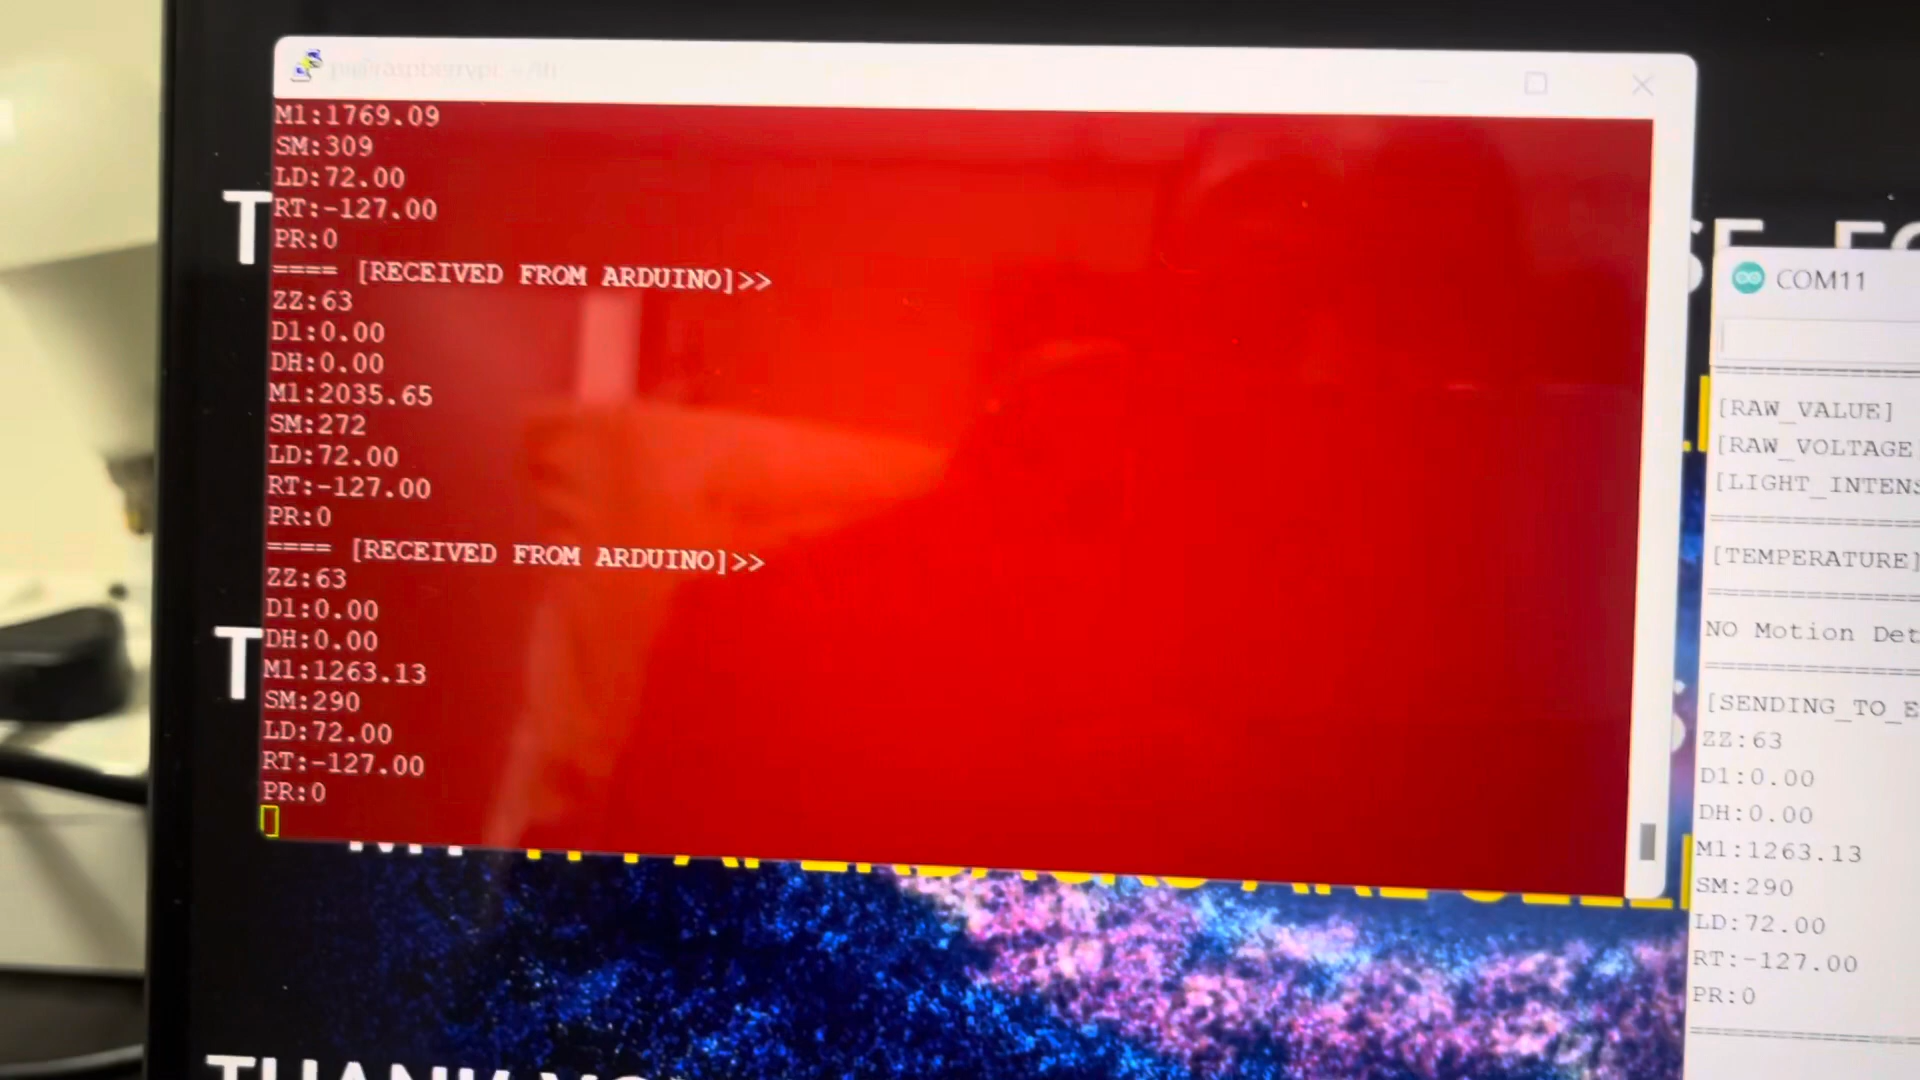 M1:1769.09
SM:309
LD:72.00
RT:-127.00
PR:0
==== [RECEIVED FROM ARDUINO]>>
ZZ:63
D1:0.00
DH:0.00
M1:2035.65
SM:272
LD:72.00
RT:-127.00
PR:0
==== [RECEIVED FROM ARDUINO]>>
ZZ:63
D1:0.00
DH:0.00
M1:1263.13
SM:290
LD:72.00
RT:-127.00
PR:0
COM11
[RAW_VALUE]
[RAW_VOLTAGE
[LIGHT_INTENS
[TEMPERATURE]
NO Motion Det
[SENDING_TO_E
ZZ:63
D1:0.00
DH:0.00
M1:1263.13
SM:290
LD:72.00
RT:-127.00
PR:0
THANK YO